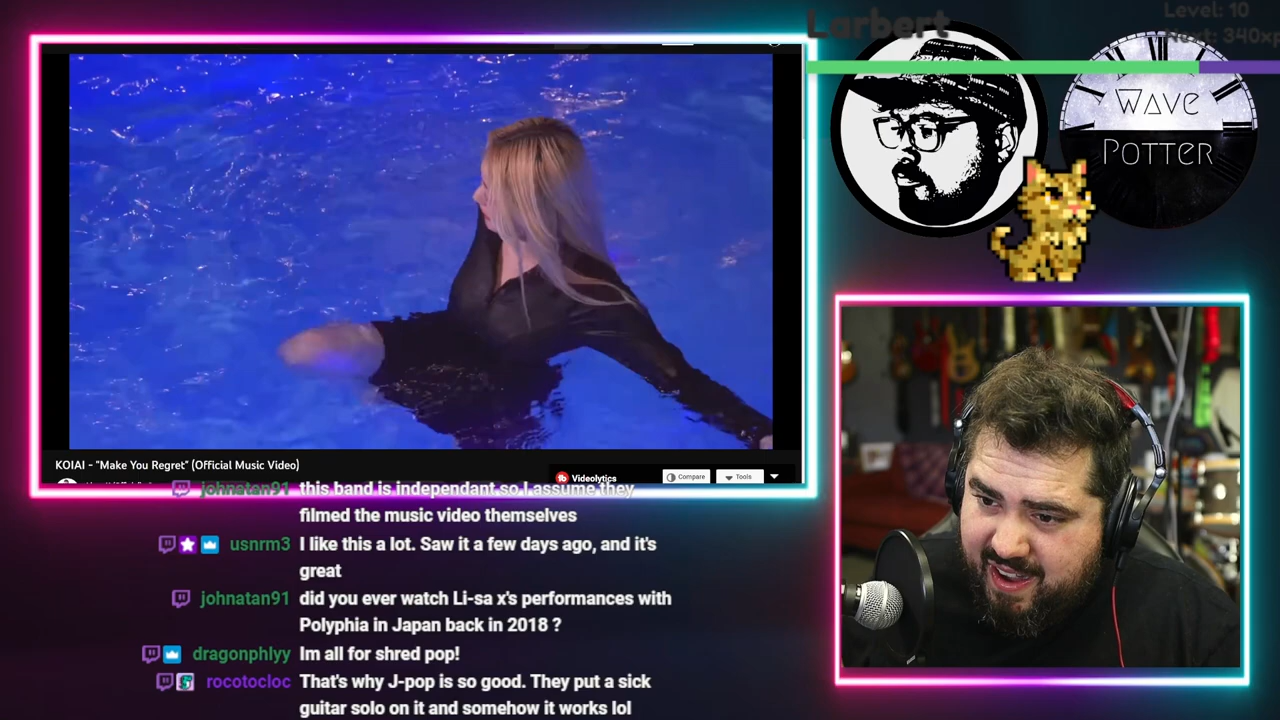 Larbert
Level: 10
Next: 340xp
WAVE
POTTER
KOIAI - "Make You Regret" (Official Music Video)
Videolytics
Compare
Tools
johnatan91 this band is independant so I assume they
filmed the music video themselves
usnrm3 I like this a lot. Saw it a few days ago, and it's
great
johnatan91 did you ever watch Li-sa x's performances with
Polyphia in Japan back in 2018 ?
dragonphlyy Im all for shred pop!
rocotocloc That's why J-pop is so good. They put a sick
guitar solo on it and somehow it works lol